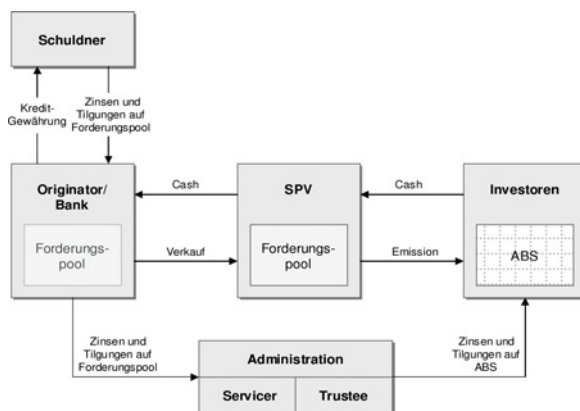 Schuldner
Kredit-
Gewährung
Zinsen und
Tilgungen auf
Forderungspool
Originator/
Bank
Forderungs-
pool
Cash
Verkauf
SPV
Forderungs-
pool
Cash
Emission
Investoren
ABS
Zinsen und
Tilgungen auf
Forderungspool
Administration
Servicer
Trustee
Zinsen und
Tilgungen auf
ABS